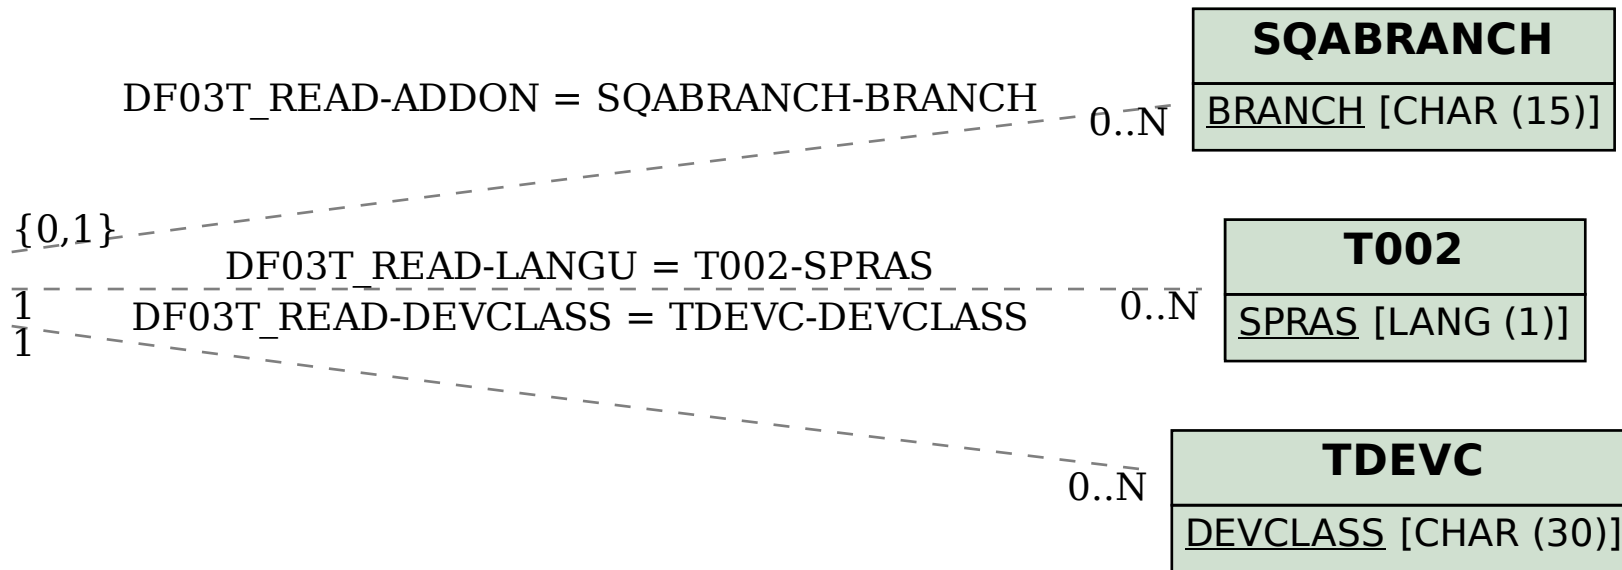 SQABRANCH
DF03T_READ-ADDON = SQABRANCH-BRANCH
0..N
BRANCH [CHAR (15)]
{0,1}
DF03T_READ-LANGU = T002-SPRAS
T002
1
0..N
SPRAS [LANG (1)]
DF03T_READ-DEVCLASS = TDEVC-DEVCLASS
1
TDEVC
0..N
DEVCLASS [CHAR (30)]